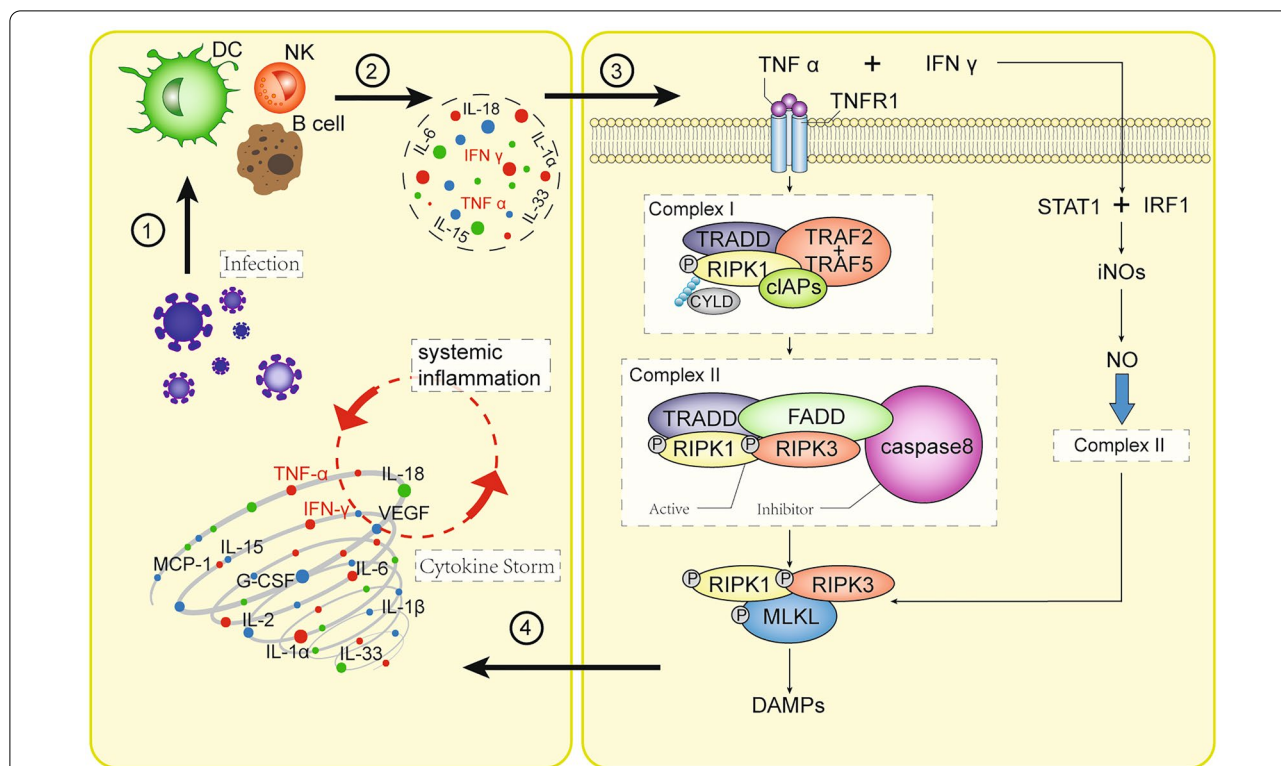 DC
NK
B cell
1
Infection
2
IL-18
IL-6
IL-1α
IFN γ
TNF α
IL-33
IL-15
systemic
inflammation
TNF-α
IL-18
IFN-γ
VEGF
IL-15
MCP-1
G-CSF
IL-6
Cytokine Storm
IL-1β
IL-2
IL-1α
IL-33
3
TNF α + IFN γ
TNFR1
Complex I
TRADD
TRAF2
+
TRAF5
P
RIPK1
cIAPs
CYLD
STAT1 + IRF1
iNOs
NO
Complex II
Complex II
TRADD
FADD
caspase8
P
RIPK1
P
RIPK3
Active
Inhibitor
P
RIPK1
P
RIPK3
P
MLKL
DAMPs
4